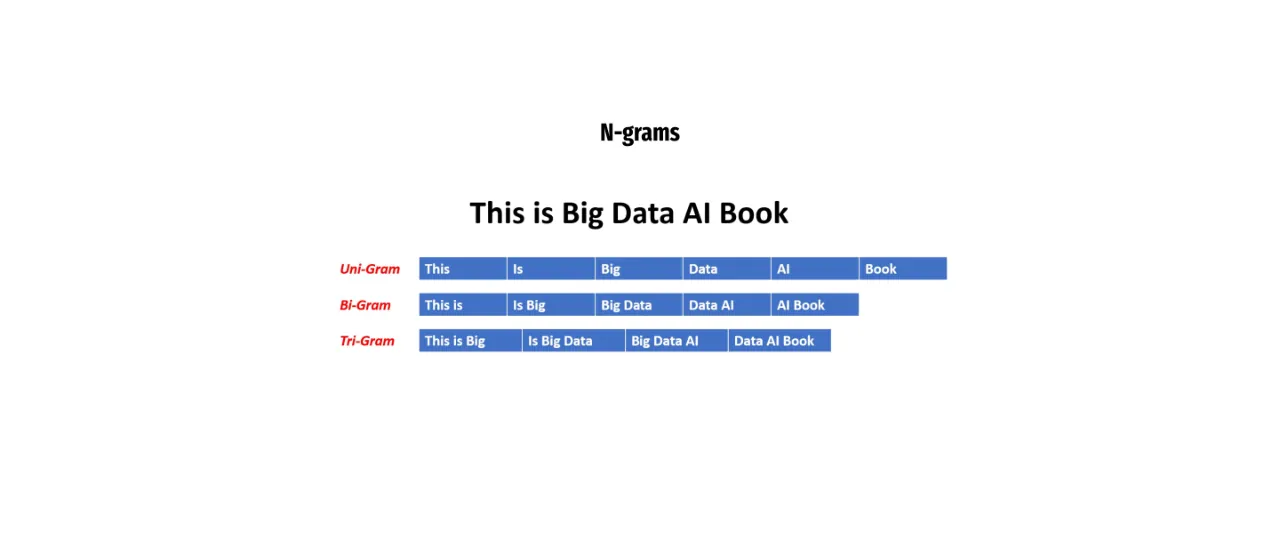 N-grams
This is Big Data AI Book
Uni-Gram This Is Big Data AI Book
Bi-Gram This is Is Big Big Data Data AI AI Book
Tri-Gram This is Big Is Big Data Big Data AI Data AI Book